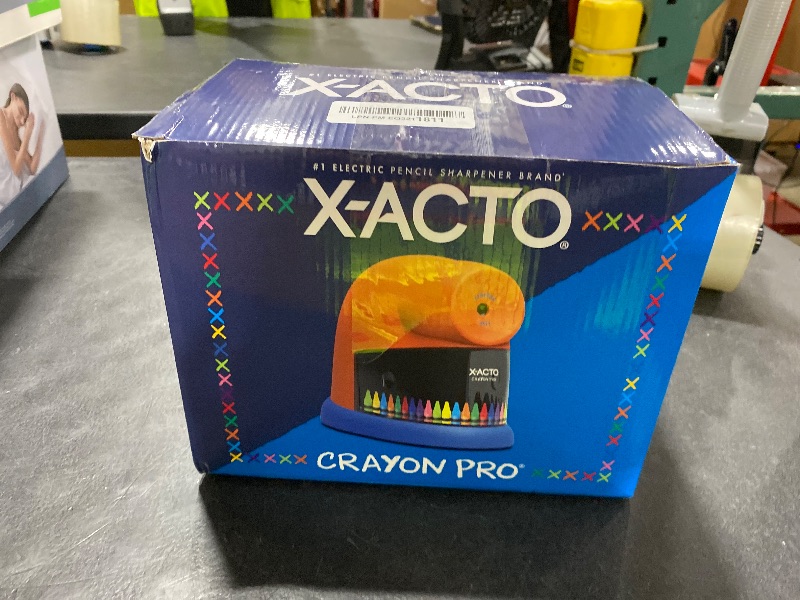 X-ACTO®
#1 ELECTRIC PENCIL SHARPENER BRAND*
X-ACTO®
X-ACTO
CRAYON PRO
CRAYON PRO®